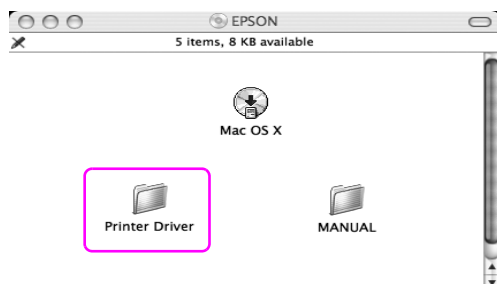 EPSON
5 items, 8 KB available
Mac OS X
Printer Driver
MANUAL